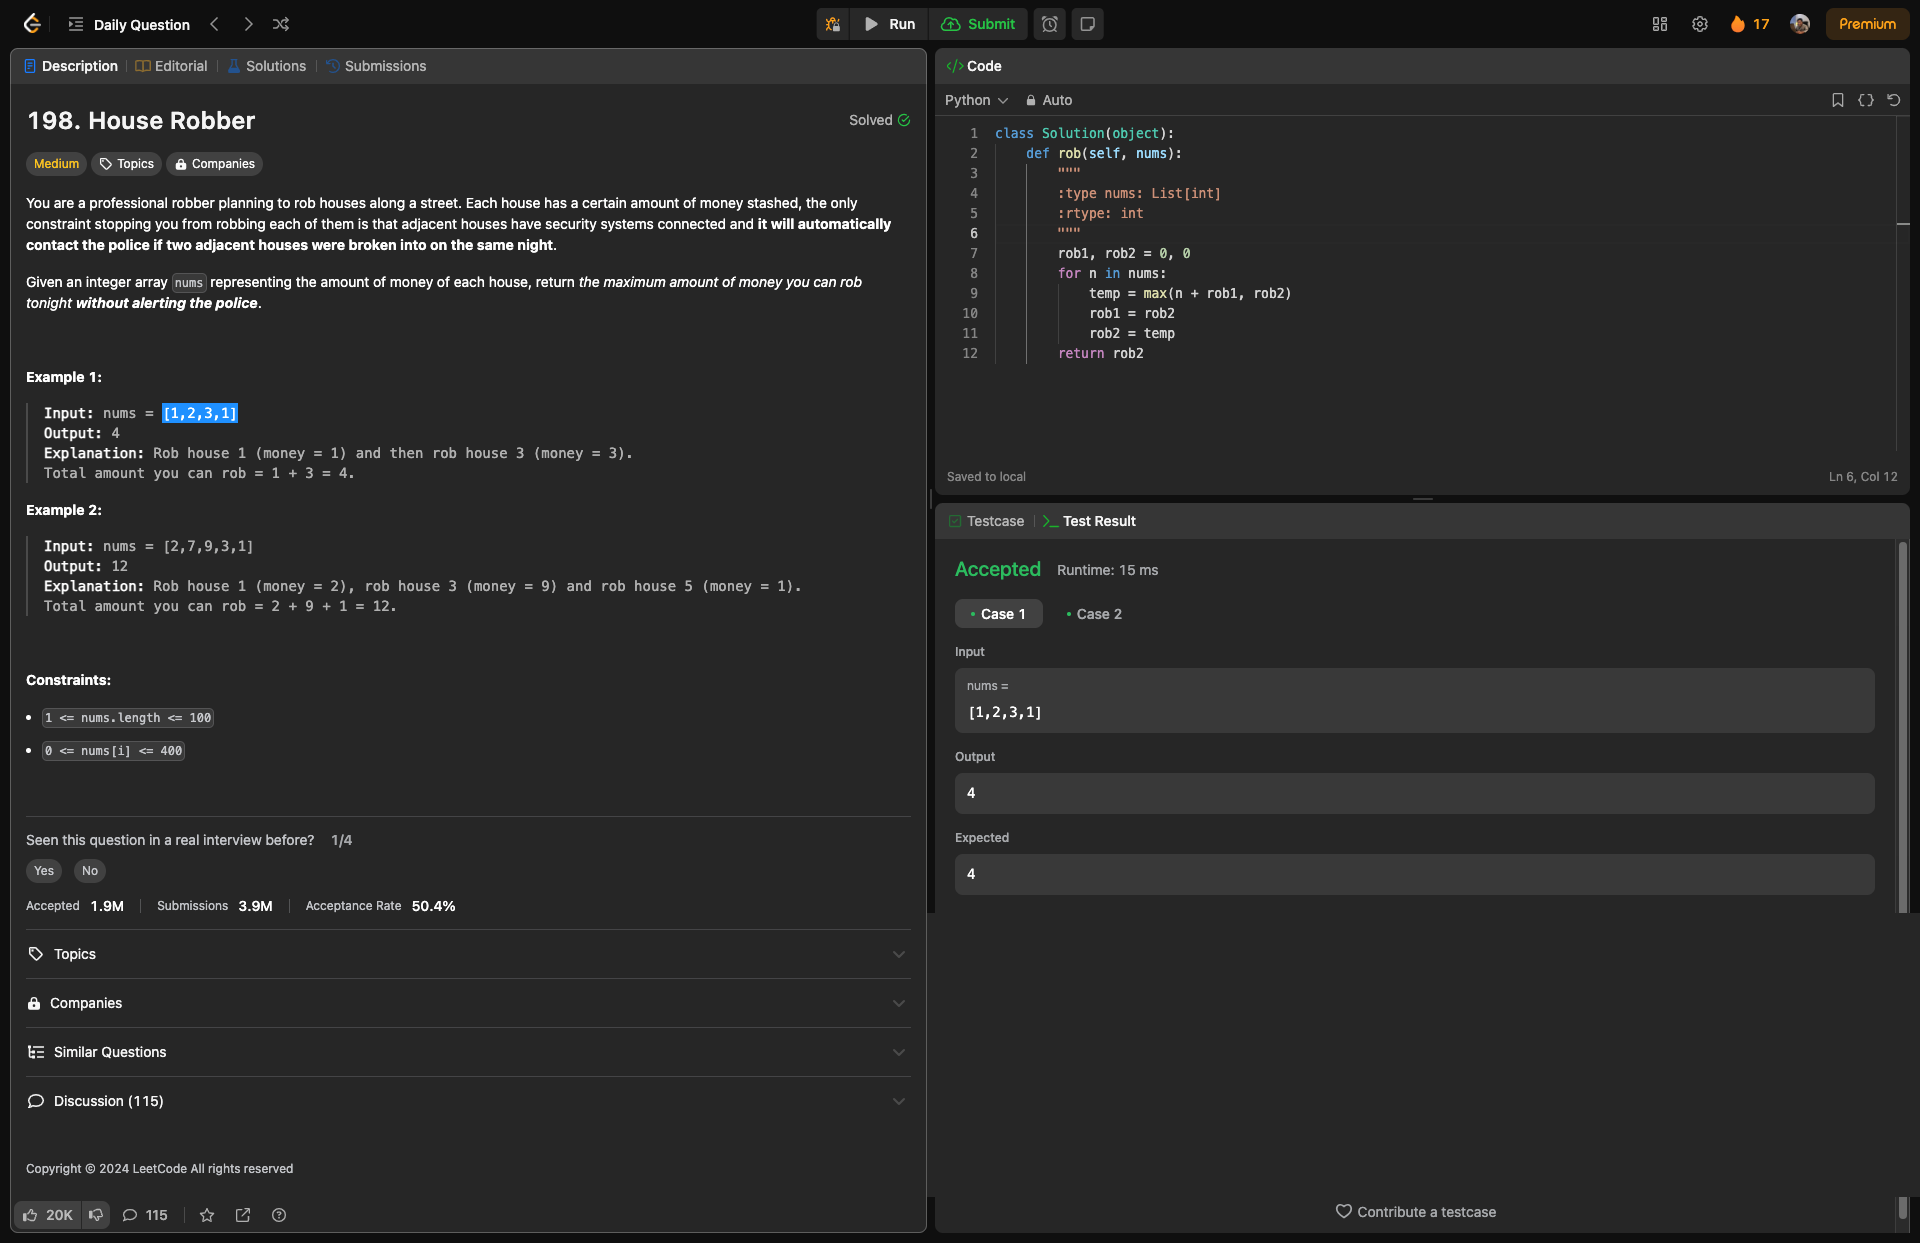 Daily Question
Run
Submit
17
Premium
Description
Editorial
Solutions
Submissions
198. House Robber
Solved
Medium
Topics
Companies
You are a professional robber planning to rob houses along a street. Each house has a certain amount of money stashed, the only
constraint stopping you from robbing each of them is that adjacent houses have security systems connected and it will automatically
contact the police if two adjacent houses were broken into on the same night.
Given an integer array nums representing the amount of money of each house, return the maximum amount of money you can rob
tonight without alerting the police.
Example 1:
Input: nums = [1,2,3,1]
Output: 4
Explanation: Rob house 1 (money = 1) and then rob house 3 (money = 3).
Total amount you can rob = 1 + 3 = 4.
Example 2:
Input: nums = [2,7,9,3,1]
Output: 12
Explanation: Rob house 1 (money = 2), rob house 3 (money = 9) and rob house 5 (money = 1).
Total amount you can rob = 2 + 9 + 1 = 12.
Constraints:
• 1 <= nums.length <= 100
• 0 <= nums[i] <= 400
Seen this question in a real interview before? 1/4
Yes
No
Accepted 1.9M
Submissions 3.9M
Acceptance Rate 50.4%
Topics
Companies
Similar Questions
Discussion (115)
Copyright © 2024 LeetCode All rights reserved
20K
115
</> Code
Python
Auto
1 class Solution(object):
2 def rob(self, nums):
3 """
4 :type nums: List[int]
5 :rtype: int
6 """
7 rob1, rob2 = 0, 0
8 for n in nums:
9 temp = max(n + rob1, rob2)
10 rob1 = rob2
11 rob2 = temp
12 return rob2
Saved to local
Ln 6, Col 12
Testcase
>_ Test Result
Accepted
Runtime: 15 ms
• Case 1
• Case 2
Input
nums =
[1,2,3,1]
Output
4
Expected
4
Contribute a testcase